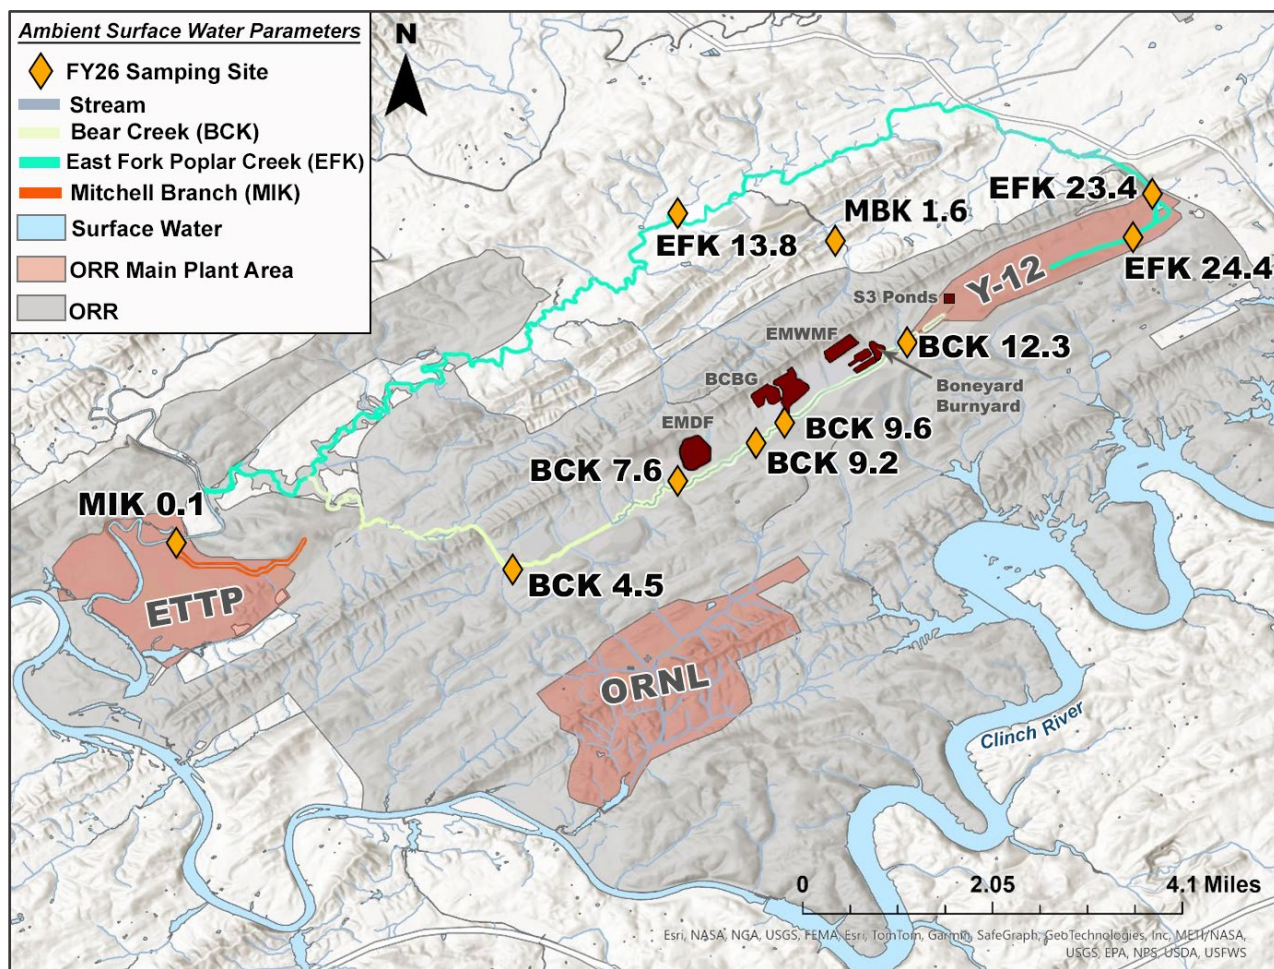 Ambient Surface Water Parameters
FY26 Samping Site
Stream
Bear Creek (BCK)
East Fork Poplar Creek (EFK)
Mitchell Branch (MIK)
Surface Water
ORR Main Plant Area
ORR
N
EFK 23.4
MBK 1.6
EFK 13.8
EFK 24.4
Y-12
S3 Ponds
EMWMF
BCK 12.3
BCBG
Boneyard
Burnyard
EMDF
BCK 9.6
BCK 7.6
BCK 9.2
MIK 0.1
BCK 4.5
ETTP
ORNL
Clinch River
0 2.05 4.1 Miles
Esri, NASA, NGA, USGS, FEMA, Esri, TomTom, Garmin, SafeGraph, GeoTechnologies, Inc, METI/NASA,
USGS, EPA, NPS, USDA, USFWS